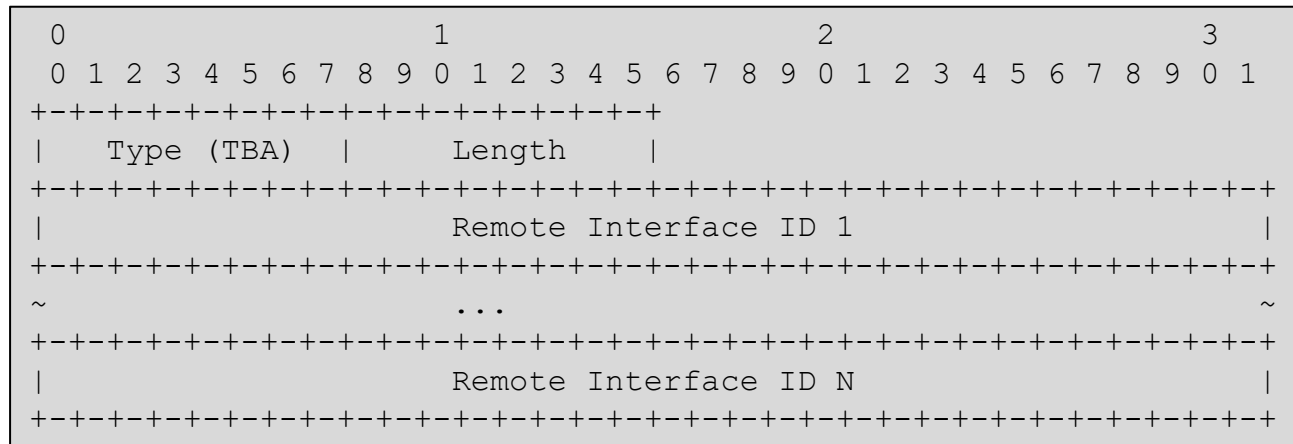 0                   1                   2                   3
 0 1 2 3 4 5 6 7 8 9 0 1 2 3 4 5 6 7 8 9 0 1 2 3 4 5 6 7 8 9 0 1
+-+-+-+-+-+-+-+-+-+-+-+-+-+-+-+-+
|   Type (TBA)  |     Length    |
+-+-+-+-+-+-+-+-+-+-+-+-+-+-+-+-+-+-+-+-+-+-+-+-+-+-+-+-+-+-+-+-+
|                     Remote Interface ID 1                     |
+-+-+-+-+-+-+-+-+-+-+-+-+-+-+-+-+-+-+-+-+-+-+-+-+-+-+-+-+-+-+-+-+
~                     ...                                       ~
+-+-+-+-+-+-+-+-+-+-+-+-+-+-+-+-+-+-+-+-+-+-+-+-+-+-+-+-+-+-+-+-+
|                     Remote Interface ID N                     |
+-+-+-+-+-+-+-+-+-+-+-+-+-+-+-+-+-+-+-+-+-+-+-+-+-+-+-+-+-+-+-+-+